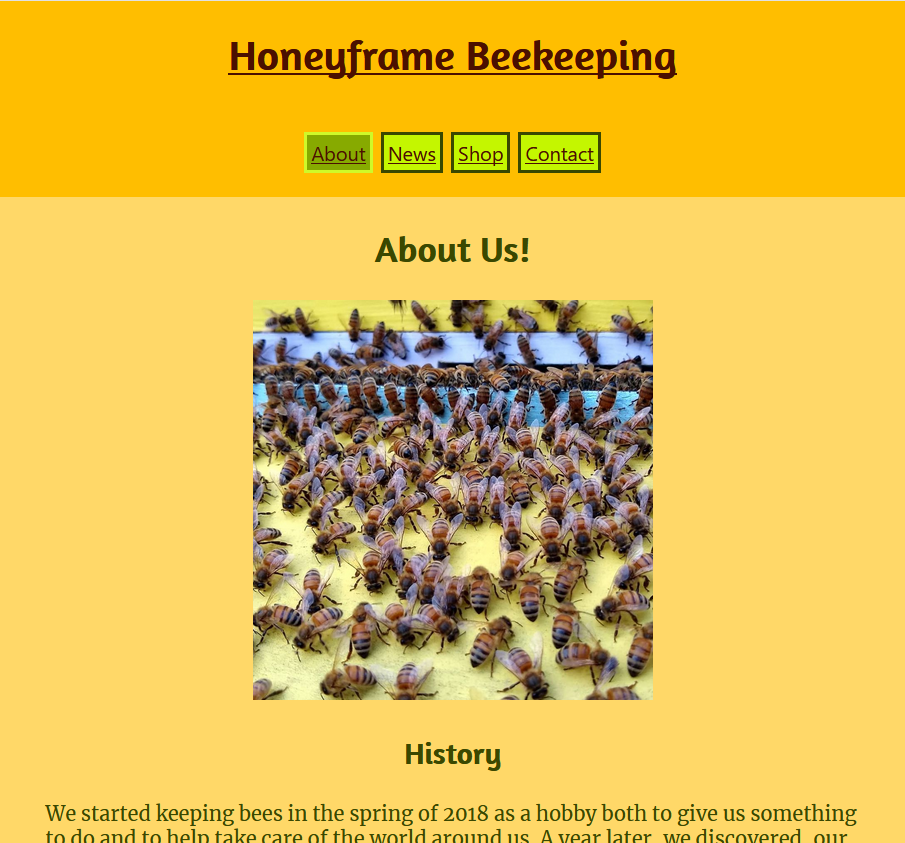 Honeyframe Beekeeping
About News Shop Contact
About Us!
History
We started keeping bees in the spring of 2018 as a hobby both to give us something
to do and to help take care of the world around us. A year later, we discovered, our